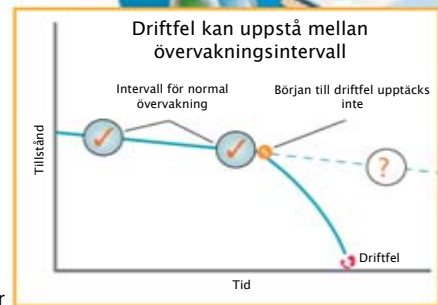 Driftfel kan uppstå mellan
övervakningsintervall
Intervall för normal
övervakning
Början till driftfel upptäcks
inte
Tillstånd
?
Driftfel
Tid
r